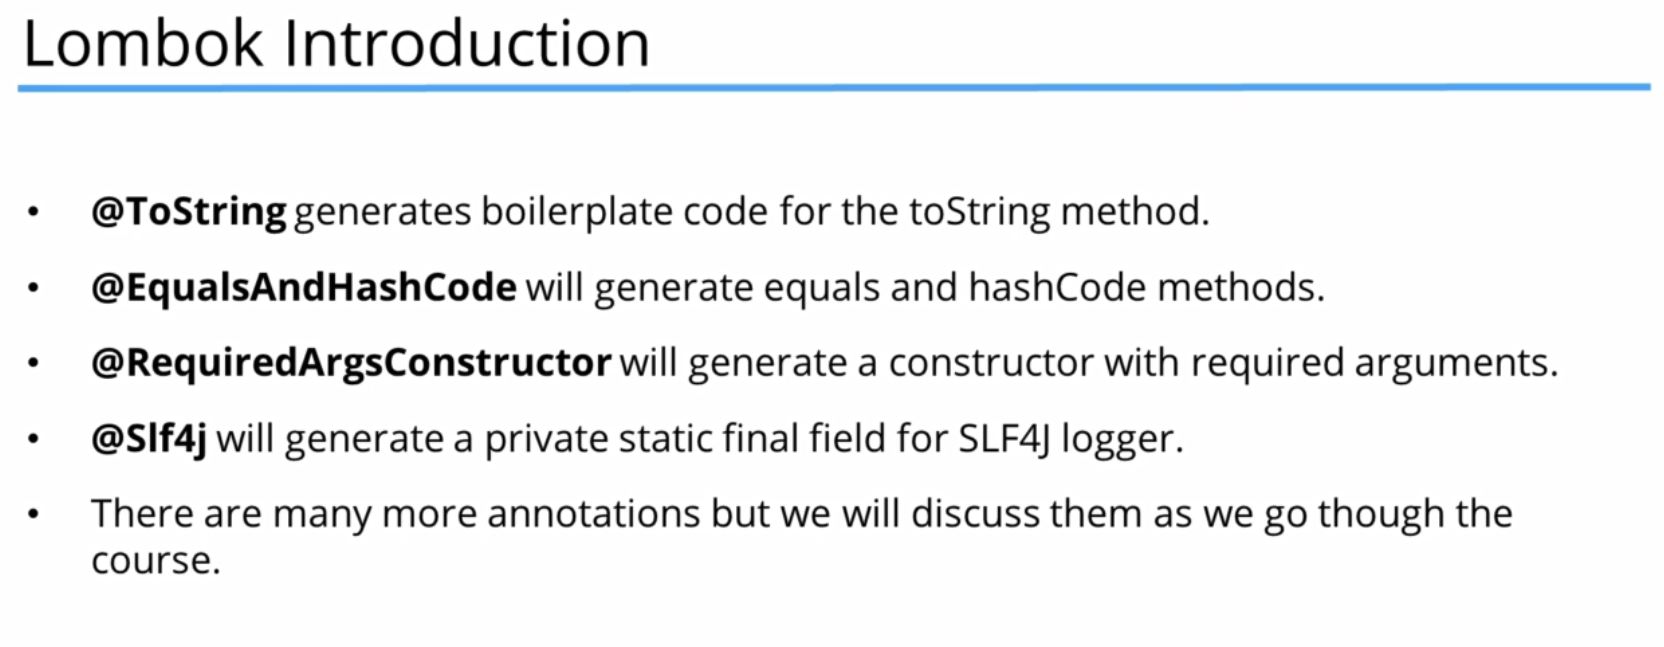 Lombok Introduction
• @ToString generates boilerplate code for the toString method.
• @EqualsAndHashCode will generate equals and hashCode methods.
• @RequiredArgsConstructor will generate a constructor with required arguments.
• @Slf4j will generate a private static final field for SLF4J logger.
• There are many more annotations but we will discuss them as we go though the
course.